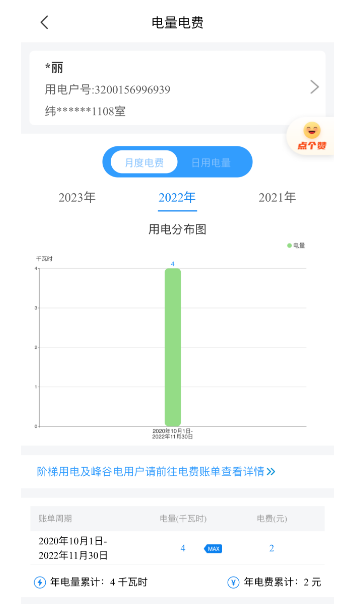 电量电费
*丽
用电户号:3200156996939
纬******1108室
点个赞
月度电费 日用电量
2023年 2022年 2021年
用电分布图
电量
千瓦时
4
4
3
2
1
0
2020年10月1日-
2022年11月30日
阶梯用电及峰谷电用户请前往电费账单查看详情
账单周期 电量(千瓦时) 电费(元)
2020年10月1日-
2022年11月30日
4 MAX 2
年电量累计：4 千瓦时 年电费累计：2 元